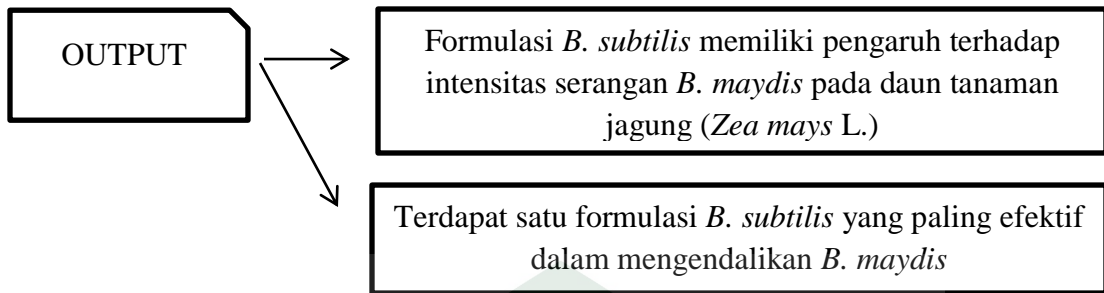 OUTPUT
Formulasi B. subtilis memiliki pengaruh terhadap
intensitas serangan B. maydis pada daun tanaman
jagung (Zea mays L.)
Terdapat satu formulasi B. subtilis yang paling efektif
dalam mengendalikan B. maydis